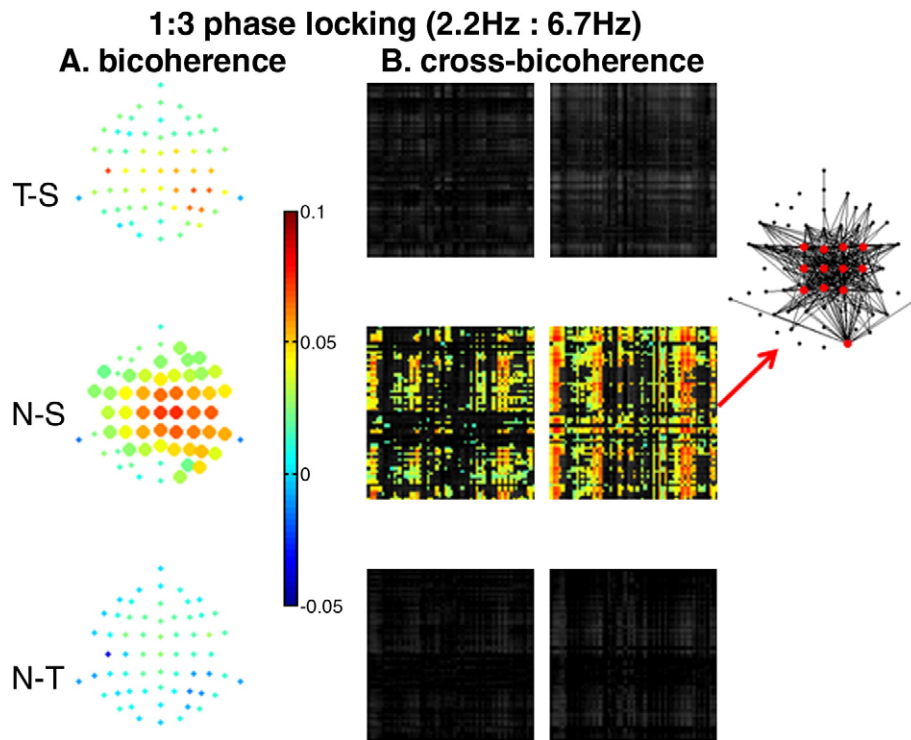 1:3 phase locking (2.2Hz : 6.7Hz)
A. bicoherence
B. cross-bicoherence
T-S
0.1
0.05
N-S
0
-0.05
N-T